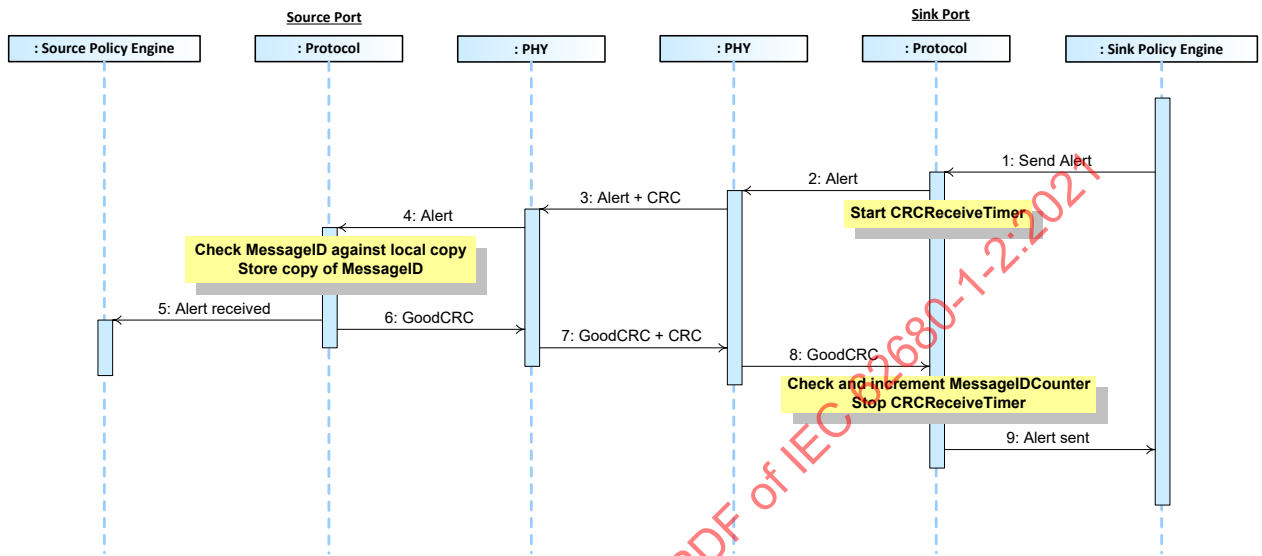 Source Port
Sink Port
: Source Policy Engine
: Protocol
: PHY
: PHY
: Protocol
: Sink Policy Engine
1: Send Alert
2: Alert
3: Alert + CRC
Start CRCReceiveTimer
4: Alert
Check MessageID against local copy
Store copy of MessageID
5: Alert received
6: GoodCRC
7: GoodCRC + CRC
8: GoodCRC
Check and increment MessageIDCounter
Stop CRCReceiveTimer
9: Alert sent
PDF of IEC 62680-1-2:2021